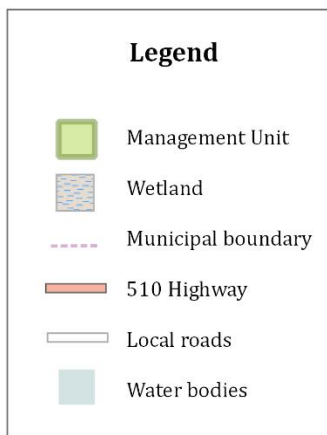 Legend
Management Unit
Wetland
Municipal boundary
510 Highway
Local roads
Water bodies